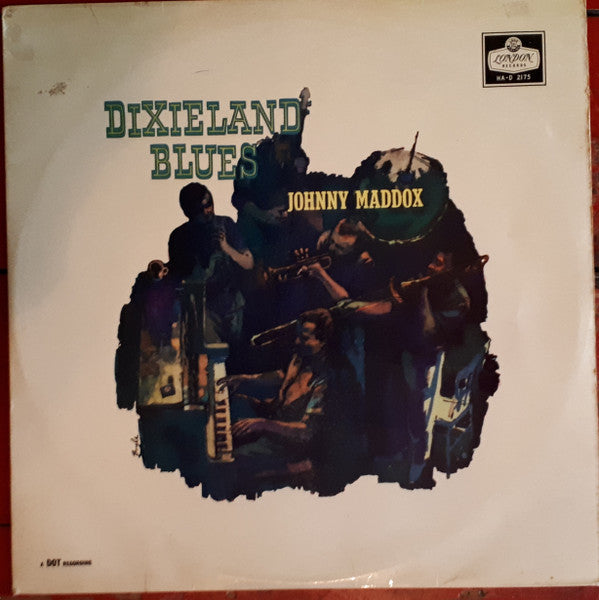 LONDON
RECORDS
HA-D 2175
DIXIELAND
BLUES
JOHNNY MADDOX
A DOT RECORDING